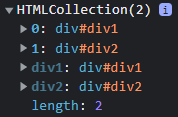 ▼ HTMLCollection(2) i
▶ 0: div#div1
▶ 1: div#div2
▶ div1: div#div1
▶ div2: div#div2
length: 2